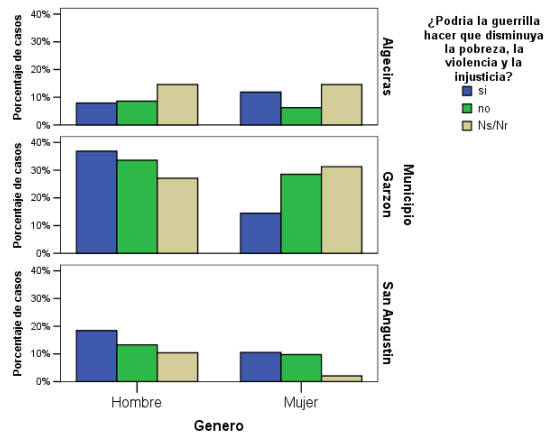 ¿Podria la guerrilla
hacer que disminuya
la pobreza, la
violencia y la
injusticia?
si
no
Ns/Nr
Porcentaje de casos
40%
30%
20%
10%
0%
Algeciras
Porcentaje de casos
40%
30%
20%
10%
0%
Garzon
Municipio
Porcentaje de casos
40%
30%
20%
10%
0%
San Angustin
Hombre
Mujer
Genero